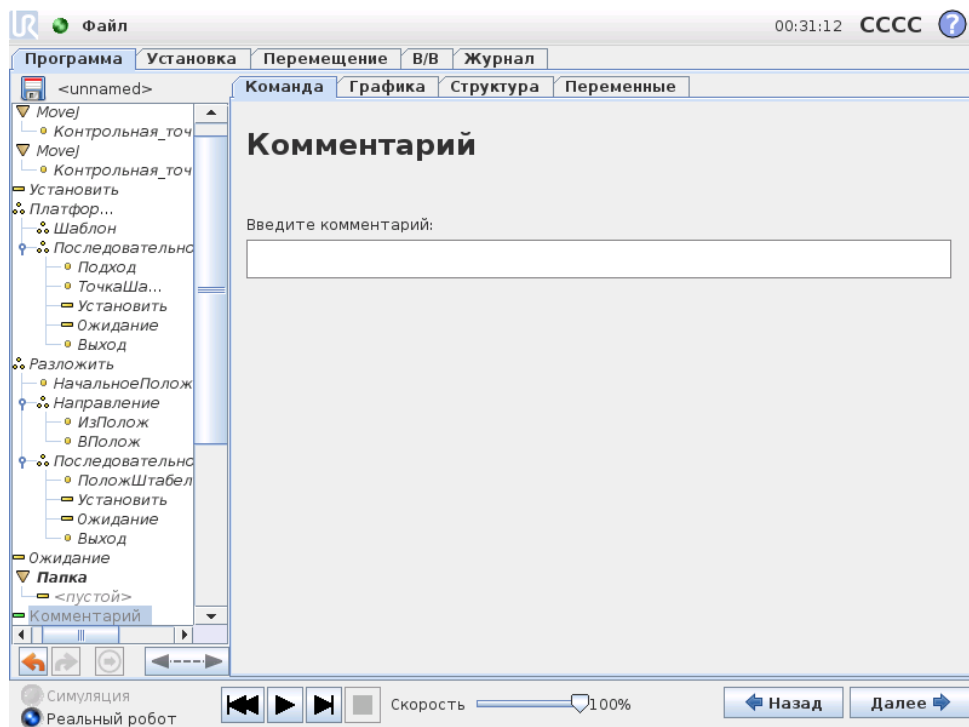 UR Файл 00:31:12 CCCC ?
Программа Установка Перемещение В/В Журнал
<unnamed> Команда Графика Структура Переменные
MoveJ
Контрольная_точ
MoveJ
Контрольная_точ
Установить
Платфор...
Шаблон
Последовательно
Подход
ТочкаШа...
Установить
Ожидание
Выход
Разложить
НачальноеПолож
Направление
ИзПолож
ВПолож
Последовательно
ПоложШтабел
Установить
Ожидание
Выход
Ожидание
Папка
<пустой>
Комментарий
Комментарий
Введите комментарий:
Симуляция
Реальный робот
Скорость 100%
Назад Далее